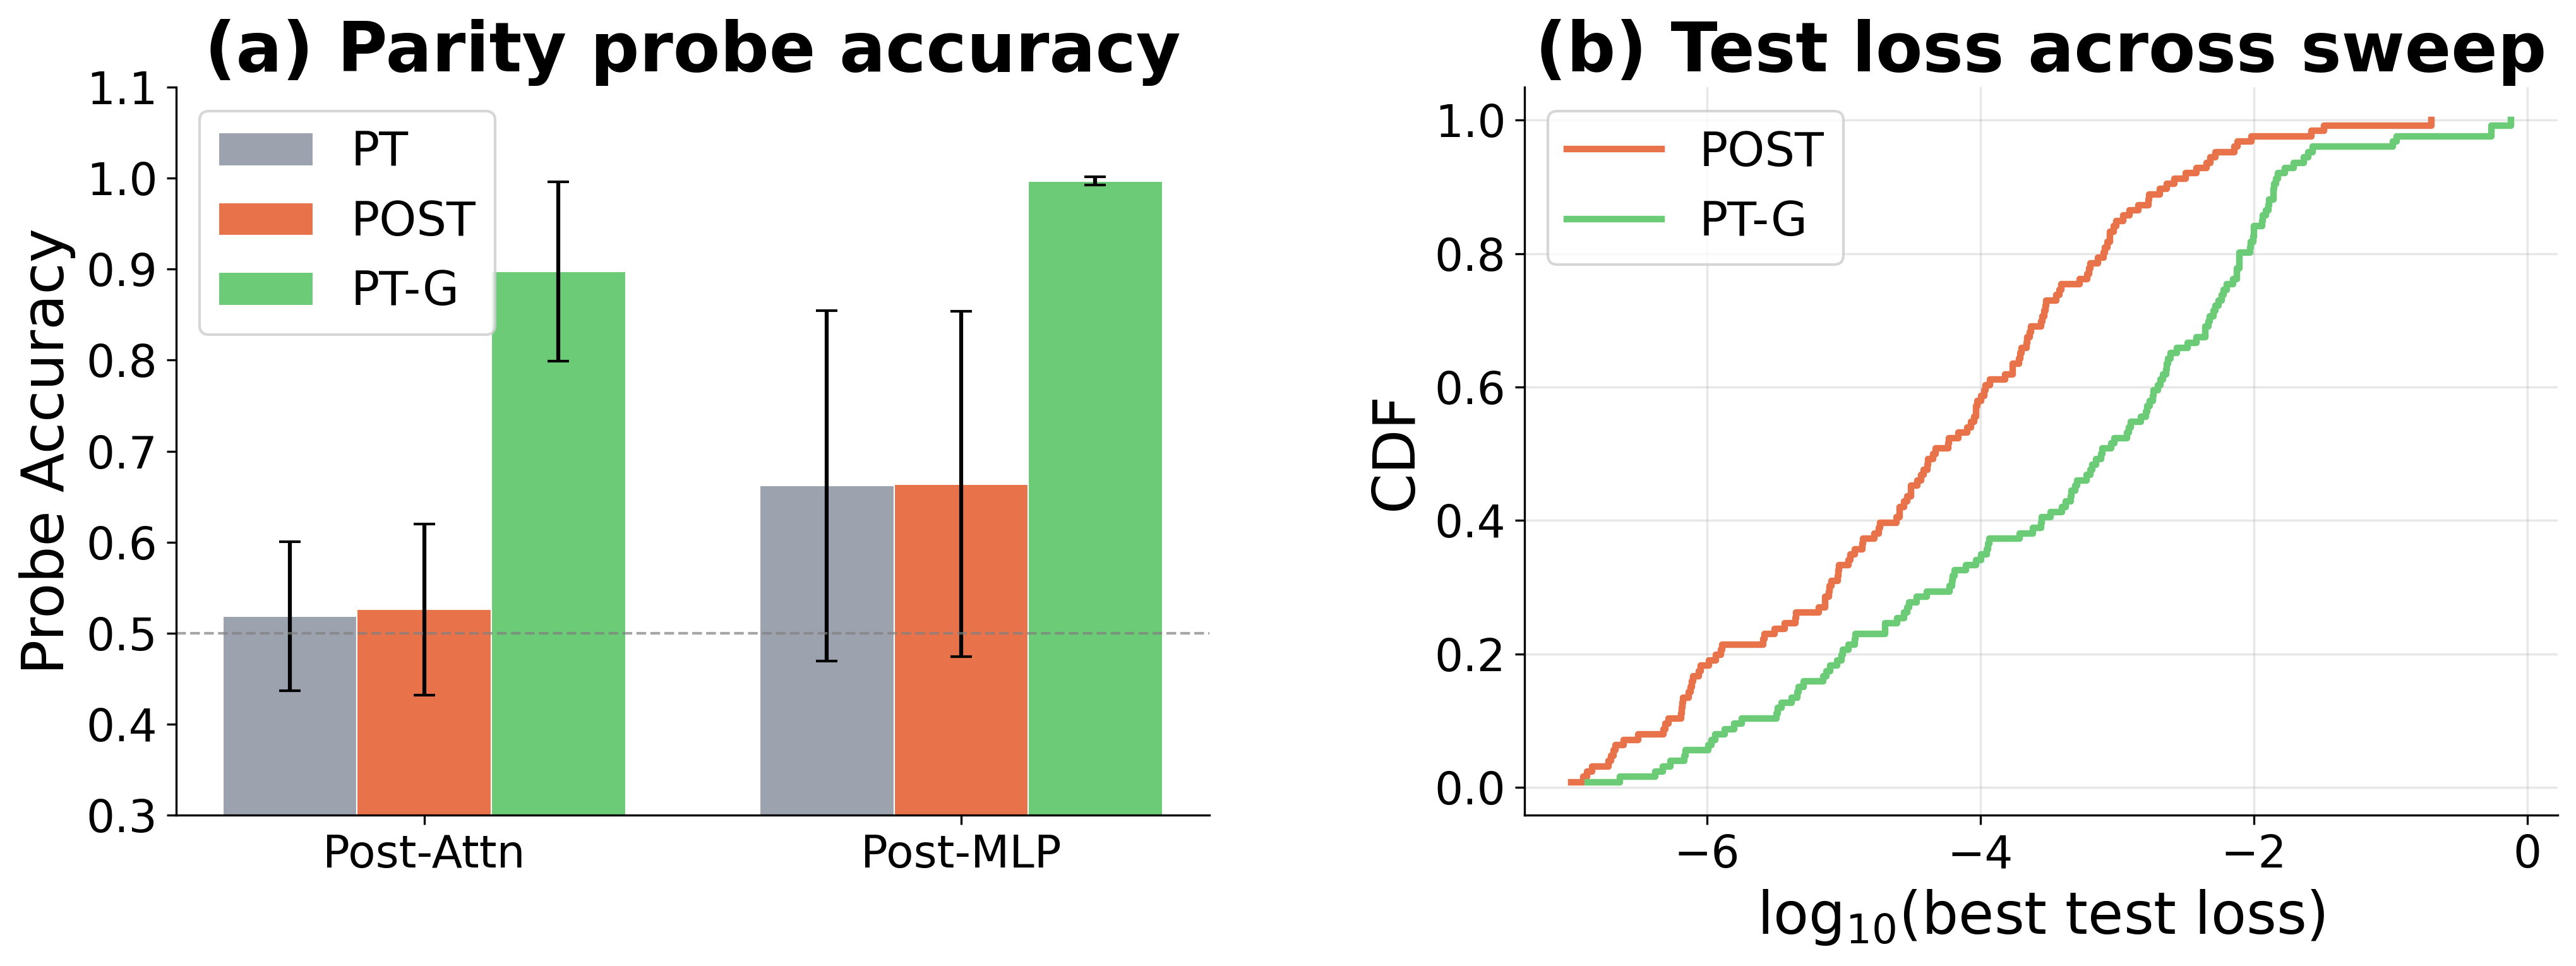 (a) Parity probe accuracy
Probe Accuracy
1.1
1.0
0.9
0.8
0.7
0.6
0.5
0.4
0.3
PT
POST
PT-G
Post-Attn
Post-MLP
(b) Test loss across sweep
CDF
1.0
0.8
0.6
0.4
0.2
0.0
POST
PT-G
−6
−4
−2
0
log₁₀(best test loss)